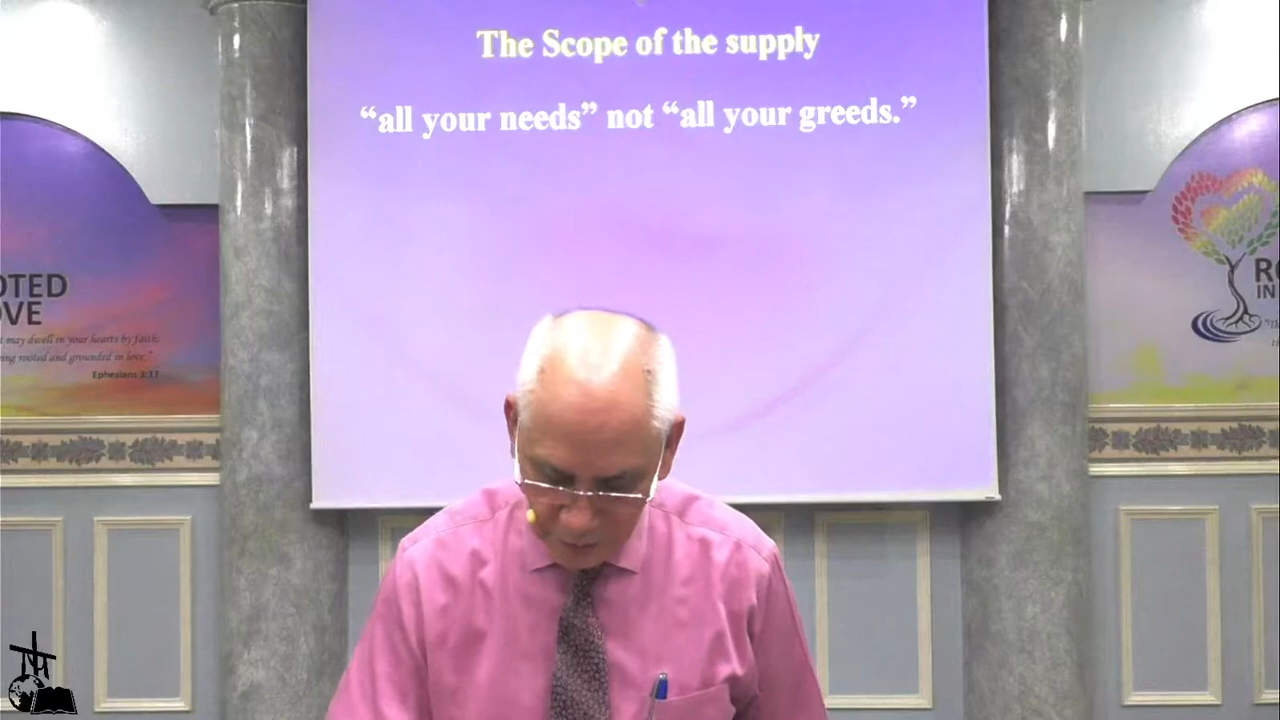 The Scope of the supply
“all your needs” not “all your greeds.”
OTED
OVE
t may dwell in your hearts by faith;
ing rooted and grounded in love,"
Ephesians 3:17
IN